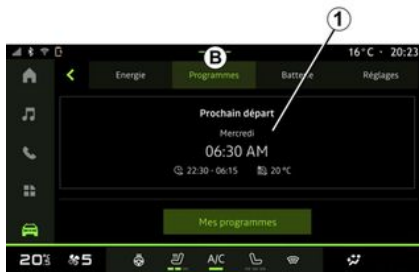 1
B
16°C · 20:23
Energie Programmes Batterie Réglages
Prochain départ
Mercredi
06:30 AM
22:30 - 06:15 20 °C
Mes programmes
20°5 5 A/C